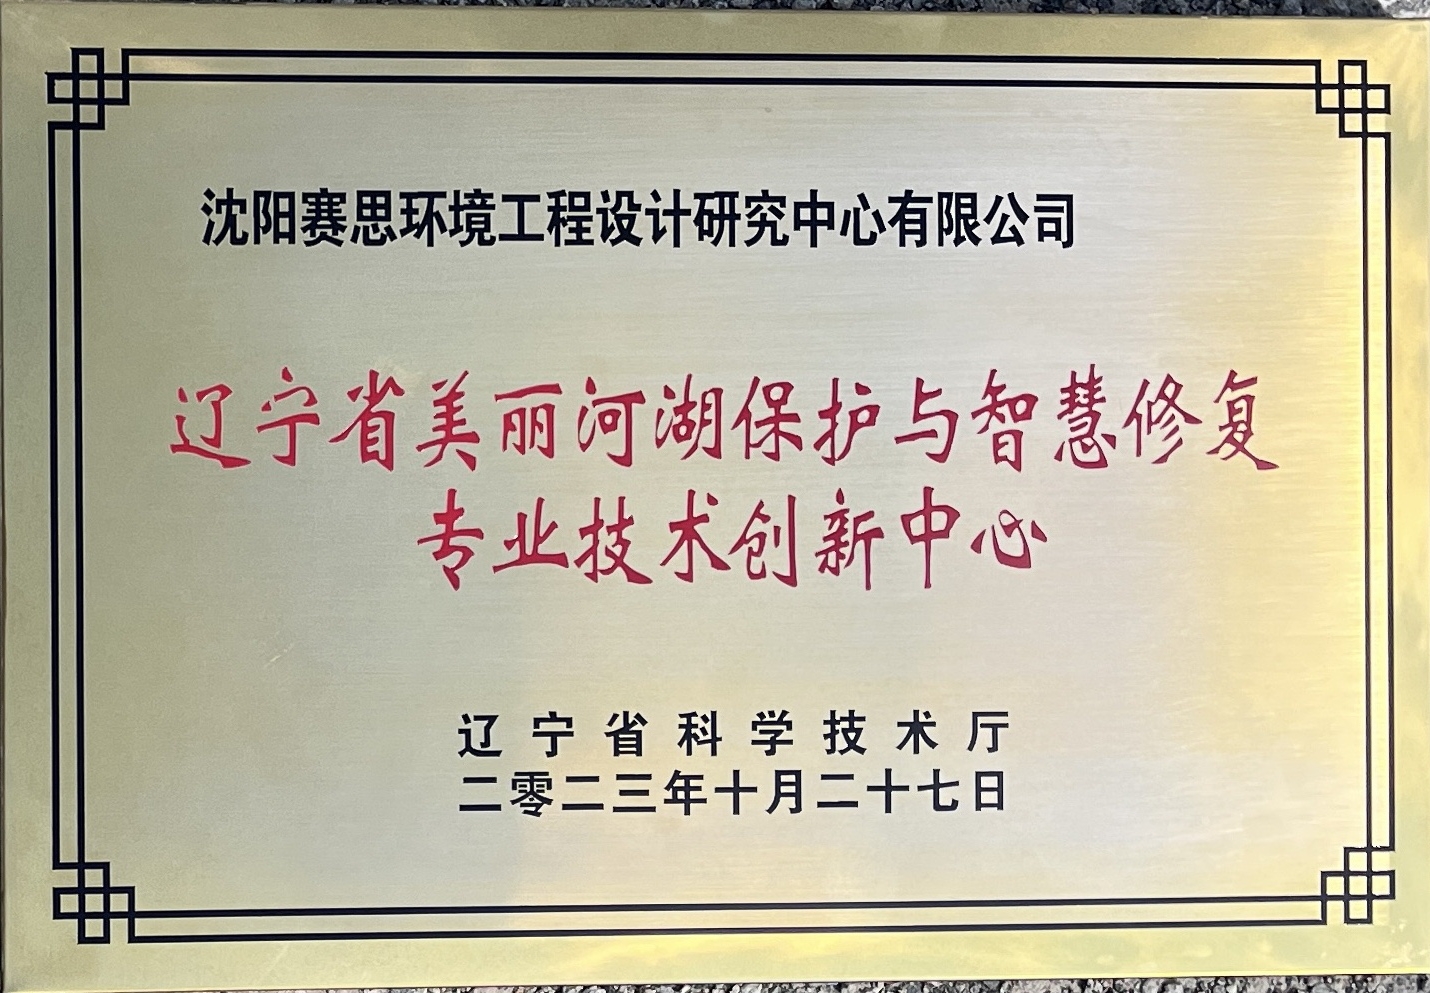 沈阳赛思环境工程设计研究中心有限公司
辽宁省美丽河湖保护与智慧修复
专业技术创新中心
辽宁省科学技术厅
二零二三年十月二十七日